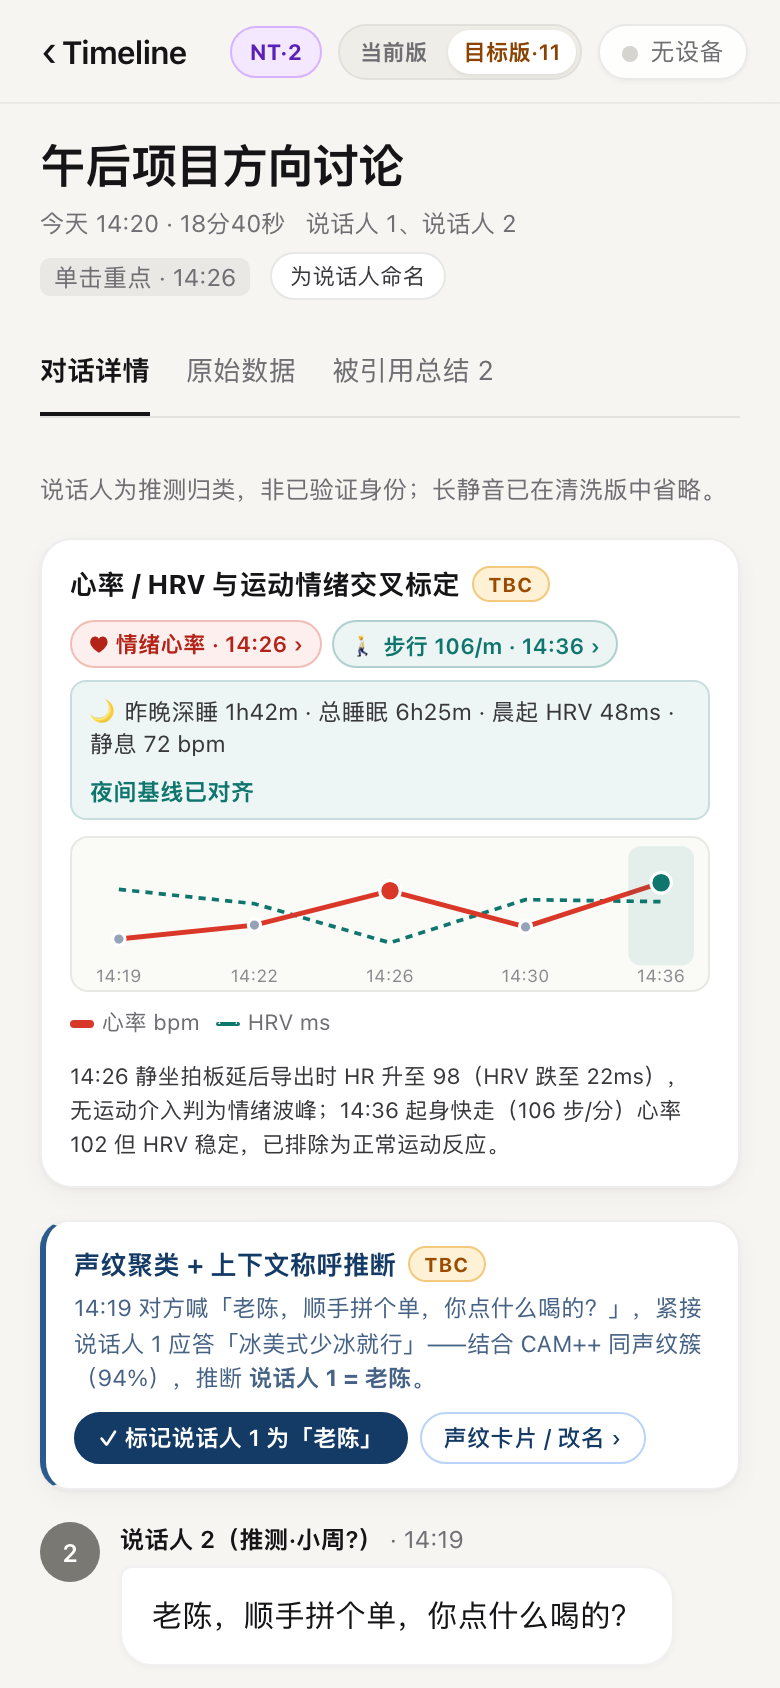 ‹ Timeline NT·2 当前版 目标版·11 无设备
午后项目方向讨论
今天 14:20 · 18分40秒 说话人 1、说话人 2
单击重点 · 14:26 为说话人命名
对话详情 原始数据 被引用总结 2
说话人为推测归类，非已验证身份；长静音已在清洗版中省略。
心率 / HRV 与运动情绪交叉标定 TBC
情绪心率 · 14:26 › 步行 106/m · 14:36 ›
昨晚深睡 1h42m · 总睡眠 6h25m · 晨起 HRV 48ms ·
静息 72 bpm
夜间基线已对齐
14:19 14:22 14:26 14:30 14:36
心率 bpm HRV ms
14:26 静坐拍板延后导出时 HR 升至 98（HRV 跌至 22ms），
无运动介入判为情绪波峰；14:36 起身快走（106 步/分）心率
102 但 HRV 稳定，已排除为正常运动反应。
声纹聚类 + 上下文称呼推断 TBC
14:19 对方喊「老陈，顺手拼个单，你点什么喝的？」，紧接
说话人 1 应答「冰美式少冰就行」——结合 CAM++ 同声纹簇
（94%），推断 说话人 1 = 老陈。
✓ 标记说话人 1 为「老陈」 声纹卡片 / 改名 ›
2 说话人 2（推测·小周?） · 14:19
老陈，顺手拼个单，你点什么喝的?